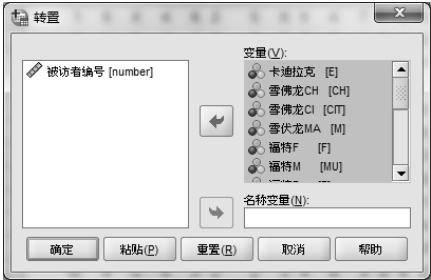 转置
被访者编号 [number]
变量(V):
卡迪拉克 [E]
雪佛龙CH [CH]
雪佛龙CI [CIT]
雪伏龙MA [M]
福特F [F]
福特M [MU]
名称变量(N):
确定 粘贴(P) 重置(R) 取消 帮助